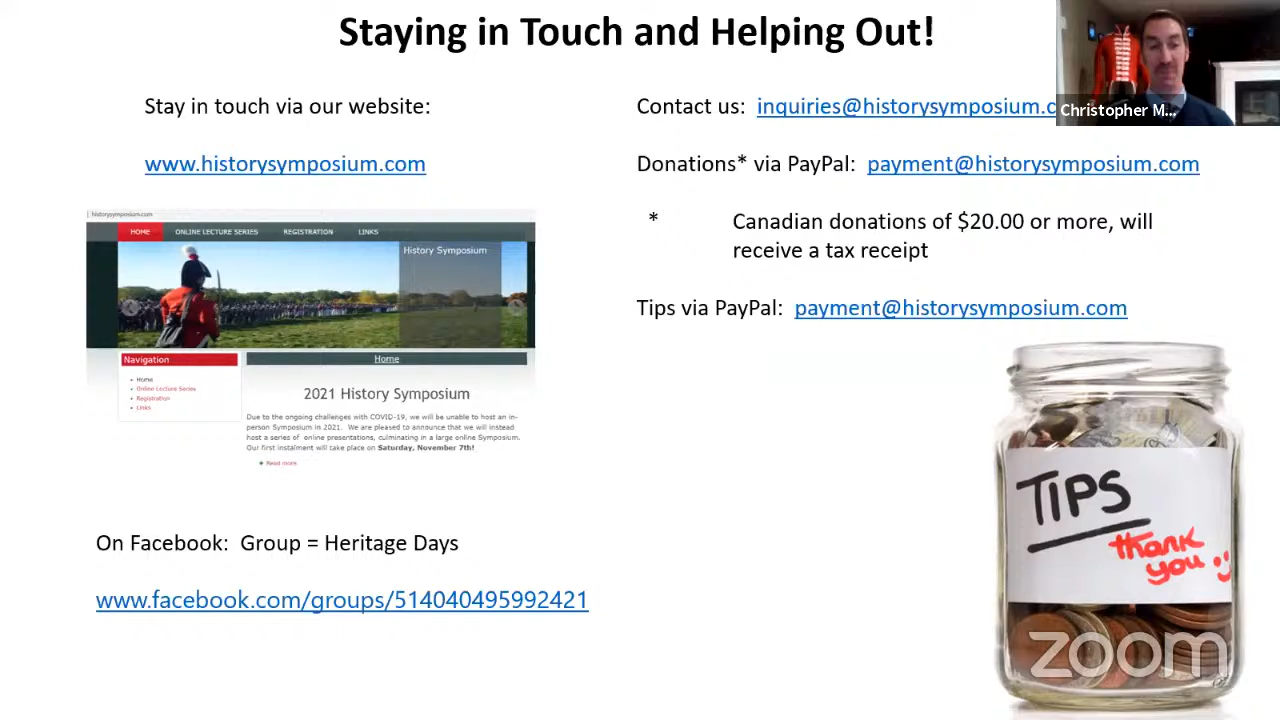 Staying in Touch and Helping Out!
Christopher M...
Stay in touch via our website:
www.historysymposium.com
Contact us: inquiries@historysymposium.c
Donations* via PayPal: payment@historysymposium.com
* Canadian donations of $20.00 or more, will
receive a tax receipt
Tips via PayPal: payment@historysymposium.com
historysymposium.com
HOME ONLINE LECTURE SERIES REGISTRATION LINKS
History Symposium
Navigation
Home
Online Lecture Series
Registration
Links
Home
2021 History Symposium
Due to the ongoing challenges with COVID-19, we will be unable to host an in-
person Symposium in 2021. We are pleased to announce that we will instead
host a series of online presentations, culminating in a large online Symposium.
Our first instalment will take place on Saturday, November 7th!
Read more
On Facebook: Group = Heritage Days
www.facebook.com/groups/514040495992421
TIPS
thank
you
zoom